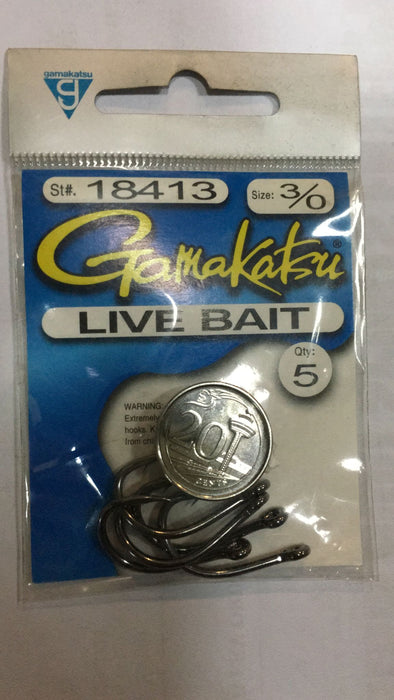 gamakatsu
g
St#. 18413
Size: 3/0
Gamakatsu®
LIVE BAIT
Qty: 5
WARNING:
Extremely
hooks. K
from chi
20
CENTS